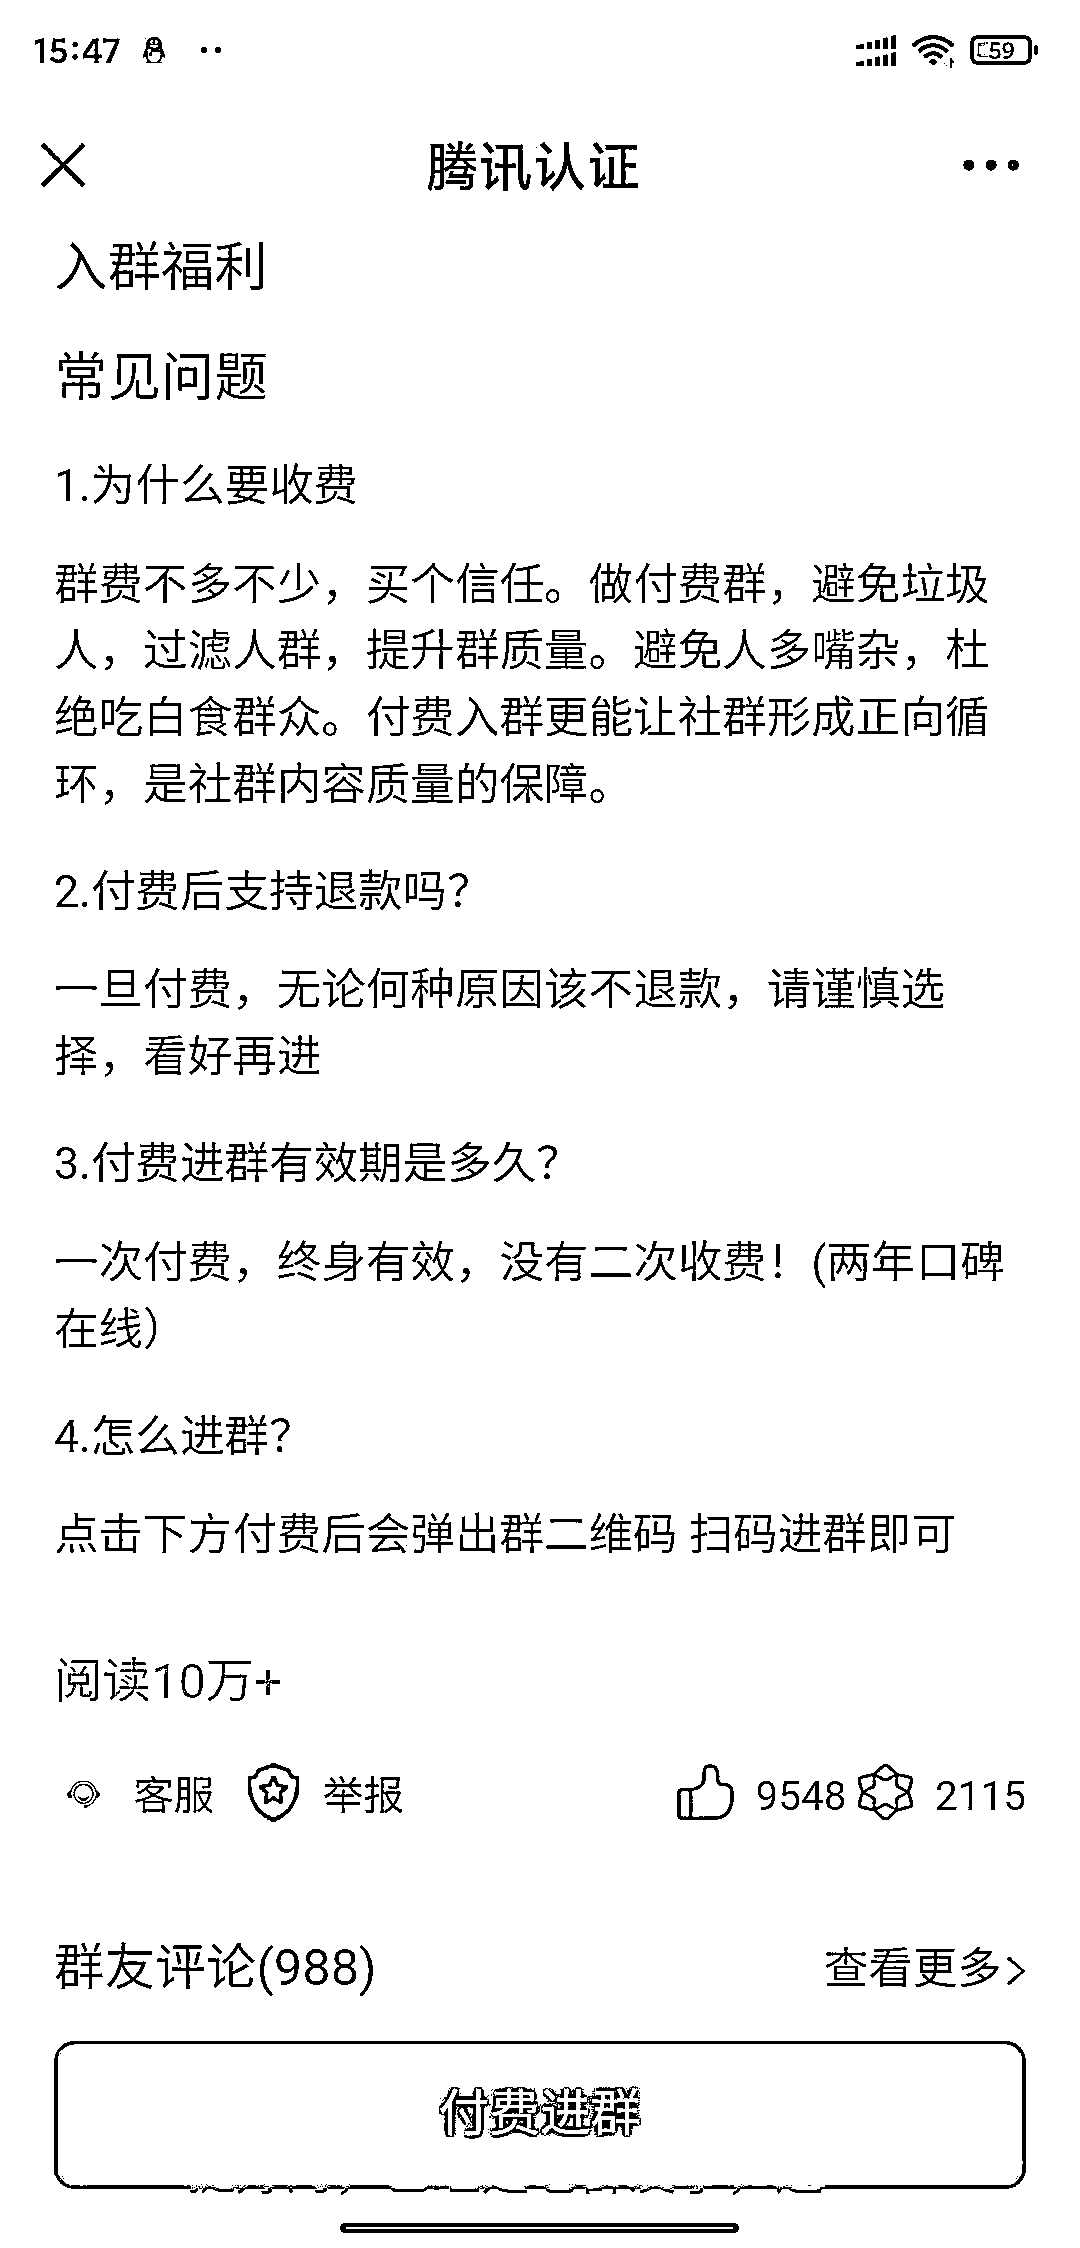 15:47
59
腾讯认证
入群福利
常见问题
1.为什么要收费
群费不多不少，买个信任。做付费群，避免垃圾
人，过滤人群，提升群质量。避免人多嘴杂，杜
绝吃白食群众。付费入群更能让社群形成正向循
环，是社群内容质量的保障。
2.付费后支持退款吗？
一旦付费，无论何种原因该不退款，请谨慎选
择，看好再进
3.付费进群有效期是多久？
一次付费，终身有效，没有二次收费！(两年口碑
在线）
4.怎么进群？
点击下方付费后会弹出群二维码 扫码进群即可
阅读10万+
客服 举报 9548 2115
群友评论(988) 查看更多>
付费进群